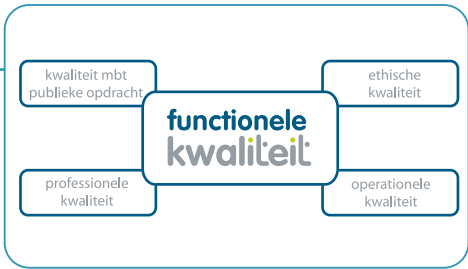 kwaliteit mbt
publieke opdracht
ethische
kwaliteit
functionele
kwaliteit
professionele
kwaliteit
operationele
kwaliteit